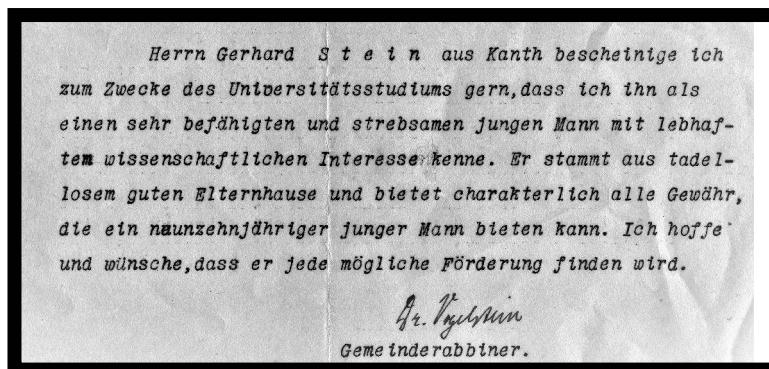 Herrn Gerhard S t e i n aus Kanth bescheinige ich
zum Zwecke des Universitätsstudiums gern,dass ich ihn als
einen sehr befähigten und strebsamen jungen Mann mit lebhaf-
tem wissenschaftlichen Interesse kenne. Er stammt aus tadel-
losem guten Elternhause und bietet charakterlich alle Gewähr,
die ein neunzehnjähriger junger Mann bieten kann. Ich hoffe
und wünsche,dass er jede mögliche Förderung finden wird.
Dr. Vogelstein
Gemeinderabbiner.